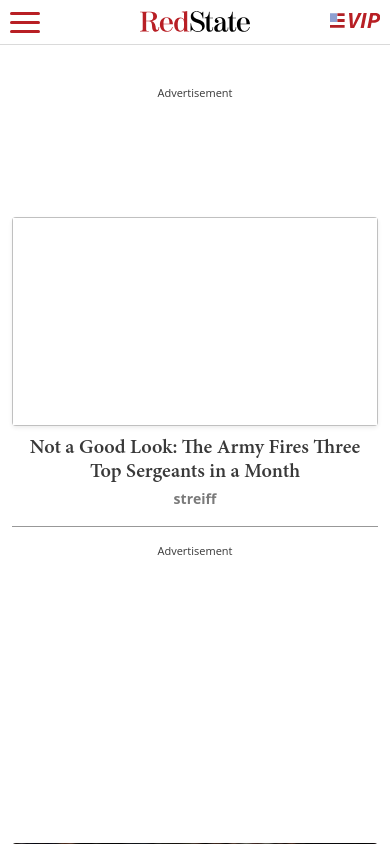 RedState
VIP
Advertisement
Not a Good Look: The Army Fires Three
Top Sergeants in a Month
streiff
Advertisement